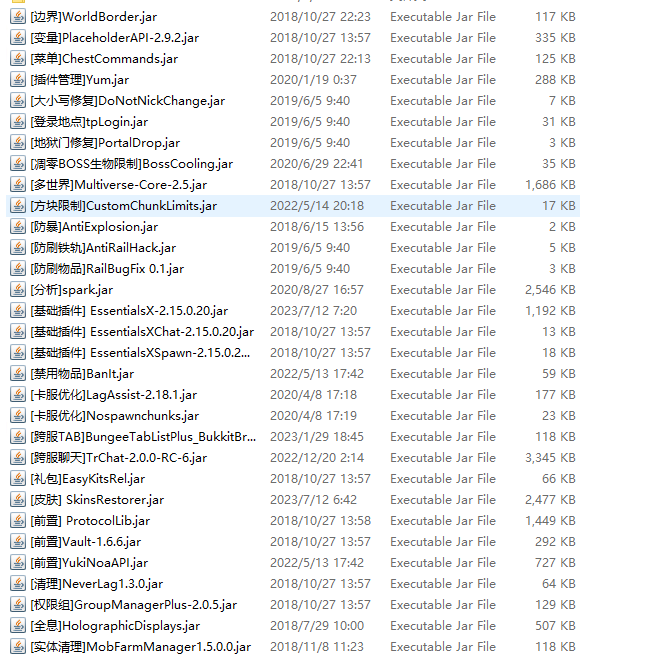 [边界]WorldBorder.jar 2018/10/27 22:23 Executable Jar File 117 KB
[变量]PlaceholderAPI-2.9.2.jar 2018/10/27 13:57 Executable Jar File 335 KB
[菜单]ChestCommands.jar 2018/10/27 22:13 Executable Jar File 125 KB
[插件管理]Yum.jar 2020/1/19 0:37 Executable Jar File 288 KB
[大小写修复]DoNotNickChange.jar 2019/6/5 9:40 Executable Jar File 7 KB
[登录地点]tpLogin.jar 2019/6/5 9:40 Executable Jar File 31 KB
[地狱门修复]PortalDrop.jar 2019/6/5 9:40 Executable Jar File 3 KB
[凋零BOSS生物限制]BossCooling.jar 2020/6/29 22:41 Executable Jar File 35 KB
[多世界]Multiverse-Core-2.5.jar 2018/10/27 13:57 Executable Jar File 1,686 KB
[方块限制]CustomChunkLimits.jar 2022/5/14 20:18 Executable Jar File 17 KB
[防暴]AntiExplosion.jar 2018/6/15 13:56 Executable Jar File 2 KB
[防刷铁轨]AntiRailHack.jar 2019/6/5 9:40 Executable Jar File 5 KB
[防刷物品]RailBugFix 0.1.jar 2019/6/5 9:40 Executable Jar File 3 KB
[分析]spark.jar 2020/8/27 16:57 Executable Jar File 2,546 KB
[基础插件] EssentialsX-2.15.0.20.jar 2023/7/12 7:20 Executable Jar File 1,192 KB
[基础插件] EssentialsXChat-2.15.0.20.jar 2018/10/27 13:57 Executable Jar File 13 KB
[基础插件] EssentialsXSpawn-2.15.0.2... 2018/10/27 13:57 Executable Jar File 18 KB
[禁用物品]BanIt.jar 2022/5/13 17:42 Executable Jar File 59 KB
[卡服优化]LagAssist-2.18.1.jar 2020/4/8 17:18 Executable Jar File 177 KB
[卡服优化]Nospawnchunks.jar 2020/4/8 17:19 Executable Jar File 23 KB
[跨服TAB]BungeeTabListPlus_BukkitBr... 2023/1/29 18:45 Executable Jar File 118 KB
[跨服聊天]TrChat-2.0.0-RC-6.jar 2022/12/20 2:14 Executable Jar File 3,345 KB
[礼包]EasyKitsRel.jar 2018/10/27 13:57 Executable Jar File 66 KB
[皮肤] SkinsRestorer.jar 2023/7/12 6:42 Executable Jar File 2,477 KB
[前置] ProtocolLib.jar 2018/10/27 13:58 Executable Jar File 1,449 KB
[前置]Vault-1.6.6.jar 2018/10/27 13:57 Executable Jar File 292 KB
[前置]YukiNoaAPI.jar 2022/5/13 17:42 Executable Jar File 727 KB
[清理]NeverLag1.3.0.jar 2018/10/27 13:57 Executable Jar File 64 KB
[权限组]GroupManagerPlus-2.0.5.jar 2018/10/27 13:57 Executable Jar File 129 KB
[全息]HolographicDisplays.jar 2018/7/29 10:00 Executable Jar File 507 KB
[实体清理]MobFarmManager1.5.0.0.jar 2018/11/8 11:23 Executable Jar File 118 KB